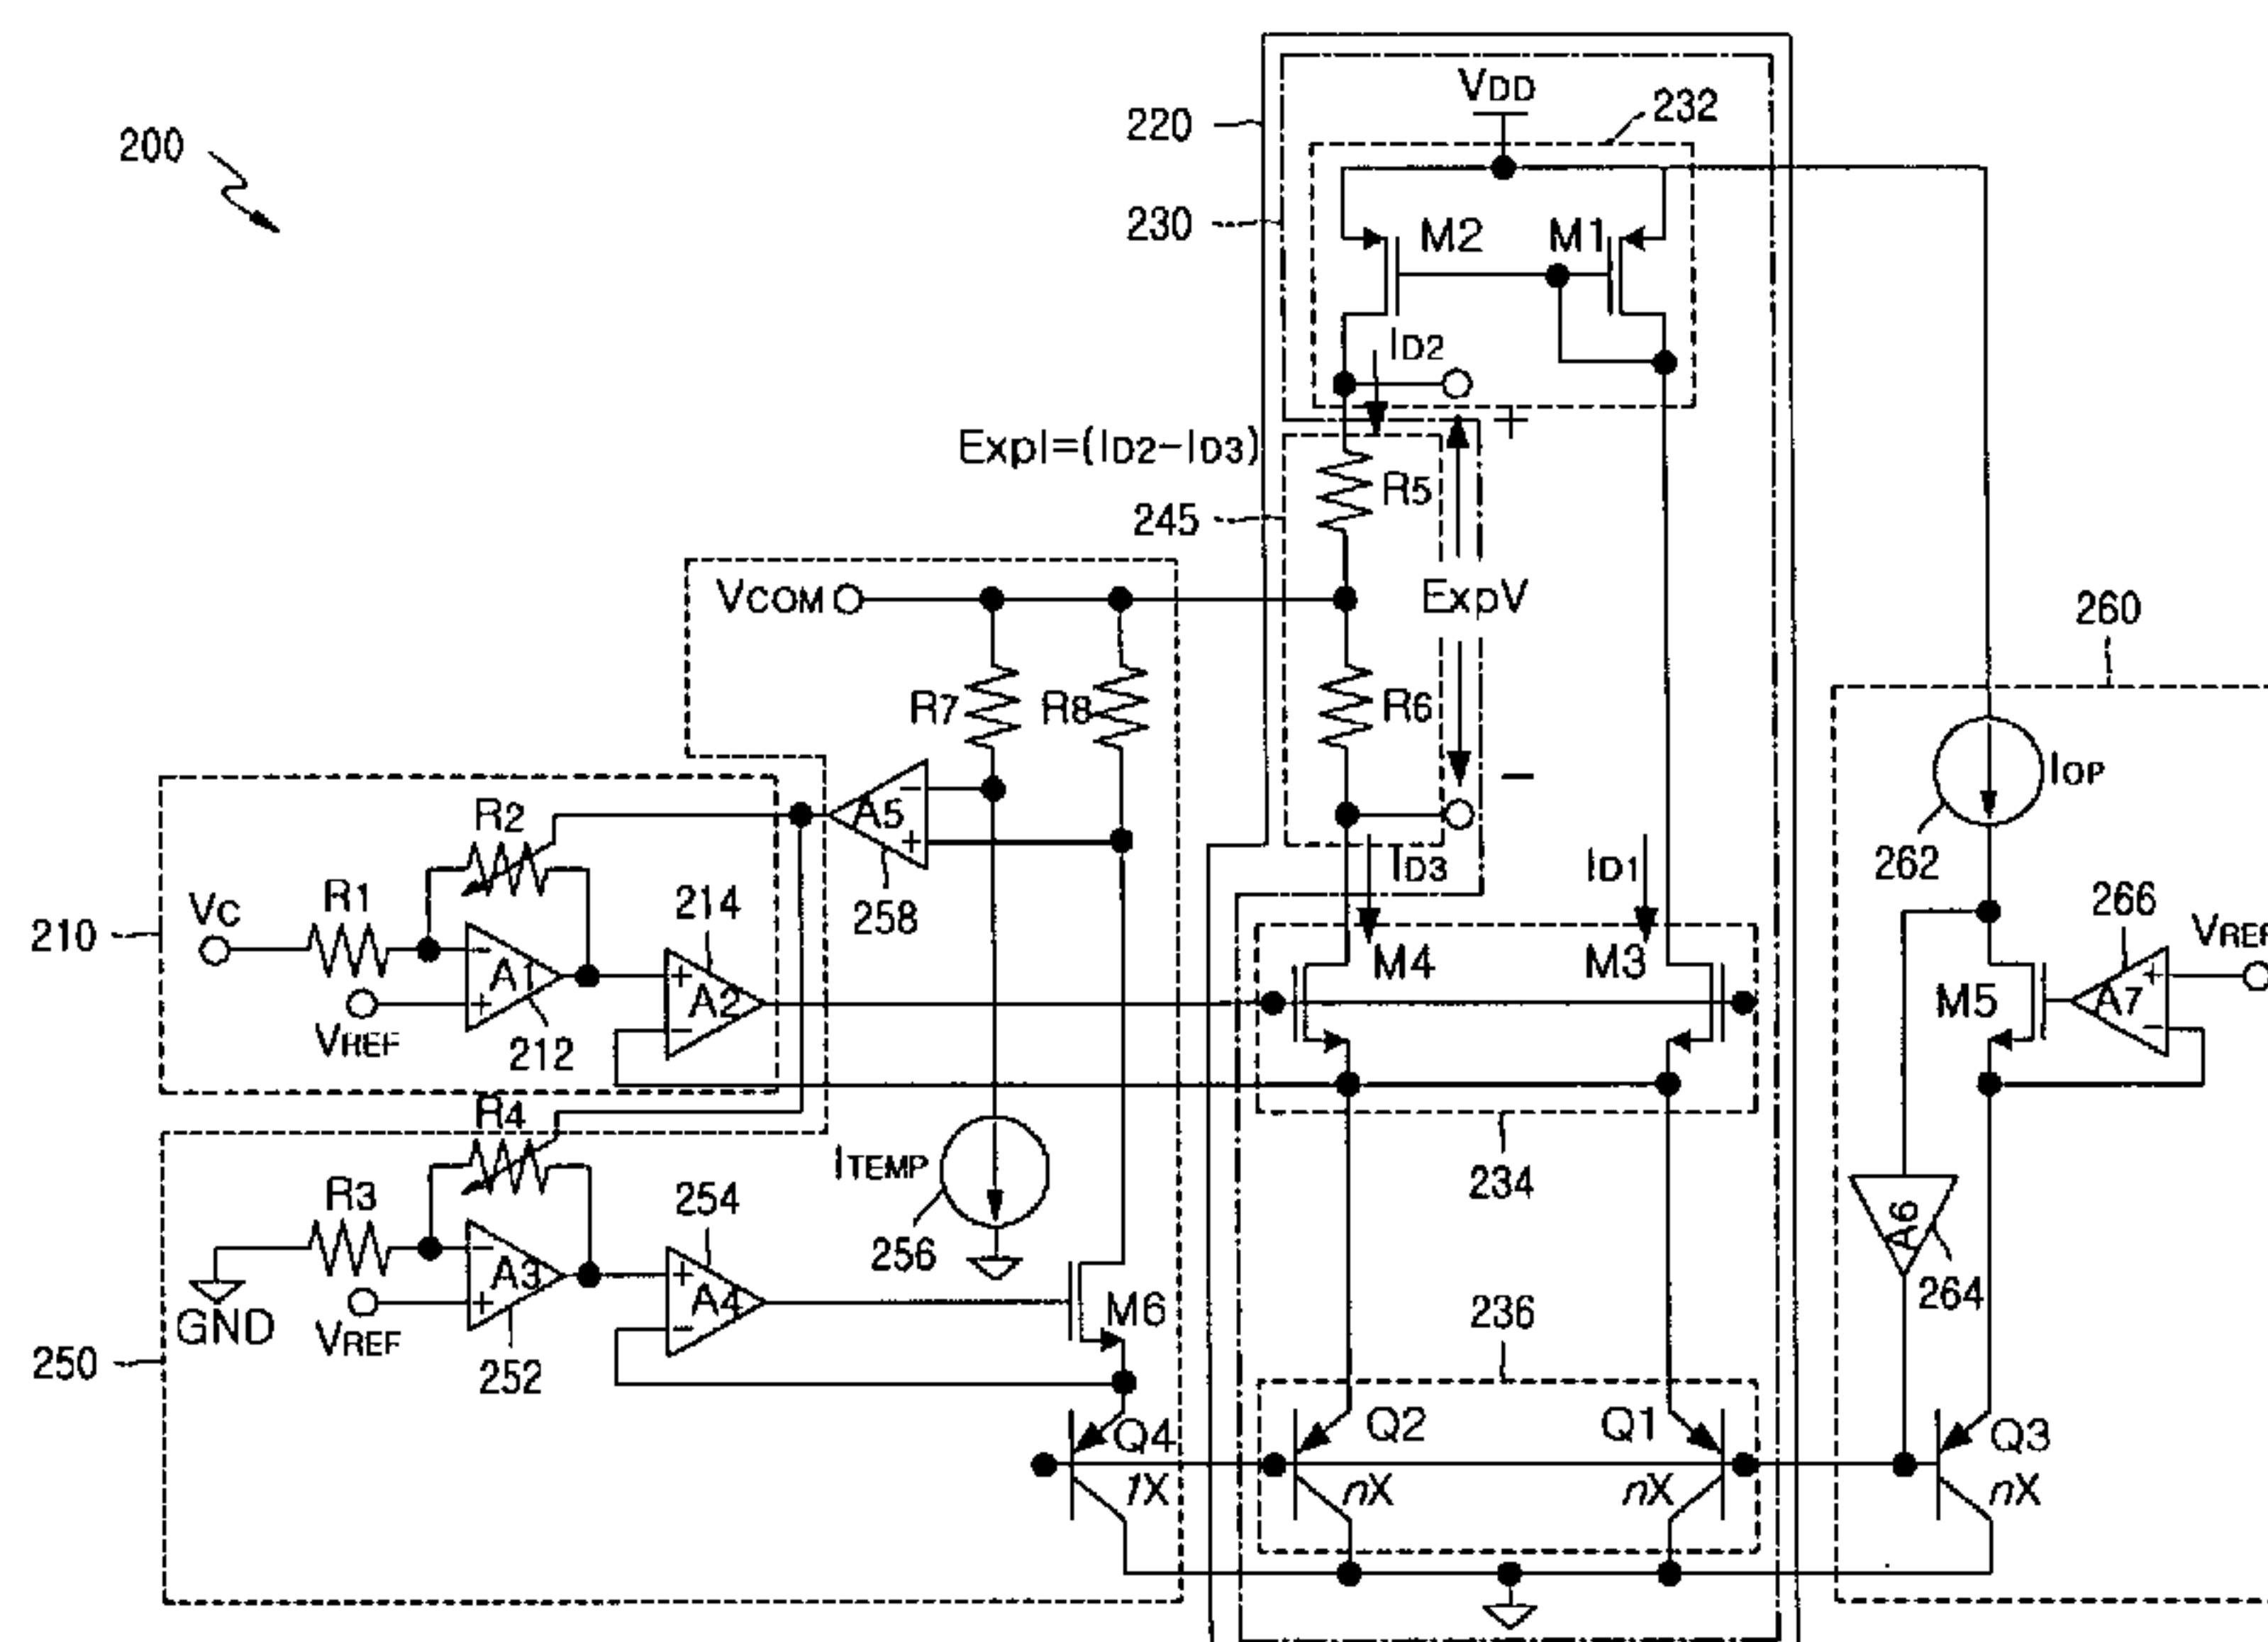 200
220
VDD
232
230
M2
M1
ID2
+
ExpI=(ID2-ID3)
R5
245
VCOM
ExpV
260
R7
R8
R6
IOP
−
A5
−
+
262
R2
ID3
ID1
VC
R1
214
258
266
VREF
210
−
A1
+
+
A2
−
M4
M3
M5
+
A7
−
VREF
212
R4
ITEMP
234
R3
254
256
A6
−
A3
+
+
A4
−
M6
236
264
GND
VREF
250
252
Q4
Q2
Q1
Q3
1X
nX
nX
nX